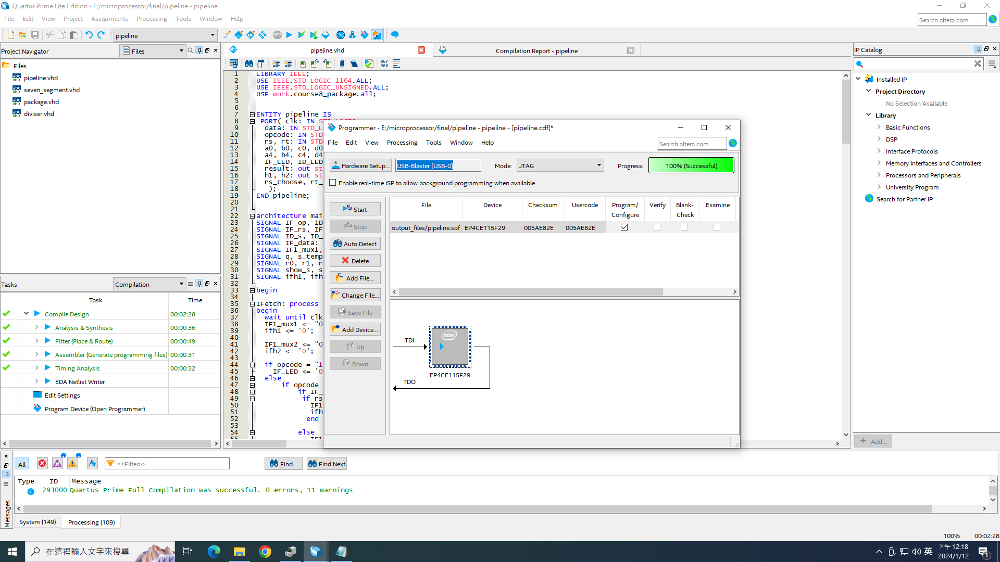 Quartus Prime Lite Edition - E:/microprocessor/final/pipeline - pipeline
File Edit View Project Assignments Processing Tools Window Help
Search altera.com
pipeline
Project Navigator
Files
Files
pipeline.vhd
seven_segment.vhd
package.vhd
diviser.vhd
Tasks
Compilation
Task Time
Compile Design 00:02:28
Analysis & Synthesis 00:00:36
Fitter (Place & Route) 00:00:49
Assembler (Generate programming files) 00:00:31
Timing Analysis 00:00:32
EDA Netlist Writer
Edit Settings
Program Device (Open Programmer)
pipeline.vhd
Compilation Report - pipeline
267
268
1 LIBRARY IEEE;
2 USE IEEE.STD_LOGIC_1164.ALL;
3 USE IEEE.STD_LOGIC_UNSIGNED.ALL;
4 USE work.course8_package.all;
5
6
7 ENTITY pipeline IS
8 PORT( clk: IN
9 data: IN STD_L
10 opcode: IN STD
11 rs, rt: IN STD
12 a0, b0, c0, d0
13 a4, b4, c4, d4
14 IF_LED, ID_LED
15 result: out st
16 h1, h2: out st
17 rs_choose, rt_
18 );
19 END pipeline;
20
21
22 architecture mai
23 SIGNAL IF_op, ID
24 SIGNAL IF_rs, IF
25 SIGNAL ID_s, ID_
26 SIGNAL IF_data:
27 SIGNAL IF1_mux1,
28 SIGNAL q, s_temp
29 SIGNAL r0, r1, r
30 SIGNAL show_s, s
31 SIGNAL ifh1, ifh
32
33 begin
34
35 IFetch: process
36 begin
37 wait until clk
38 IF1_mux1 <= "0
39 ifh1 <= '0';
40
41 IF1_mux2 <= "0
42 ifh2 <= '0';
43
44 if opcode = "1
45 IF_LED <= '0
46 else
47 if opcode
48 if IF_
49 if rs
50 IF1
51 ifh
52 end
53
54 else
55 IF1
Programmer - E:/microprocessor/final/pipeline - pipeline - [pipeline.cdf]*
File Edit View Processing Tools Window Help
Search altera.com
Hardware Setup... USB-Blaster [USB-0] Mode: JTAG Progress: 100% (Successful)
Enable real-time ISP to allow background programming when available
Start
Stop
Auto Detect
Delete
Add File...
Change File...
Save File
Add Device...
Up
Down
File Device Checksum Usercode Program/ Configure Verify Blank- Check Examine
output_files/pipeline.sof EP4CE115F29 005AE82E 005AE82E
TDI
intel
EP4CE115F29
TDO
IP Catalog
Installed IP
Project Directory
No Selection Available
Library
Basic Functions
DSP
Interface Protocols
Memory Interfaces and Controllers
Processors and Peripherals
University Program
Search for Partner IP
+ Add...
Messages
All
<<Filter>>
Find...
Find Next
Type ID Message
293000 Quartus Prime Full Compilation was successful. 0 errors, 11 warnings
System (149)
Processing (109)
100% 00:02:28
在這裡輸入文字來搜尋
英
下午 12:18
2024/1/12
1